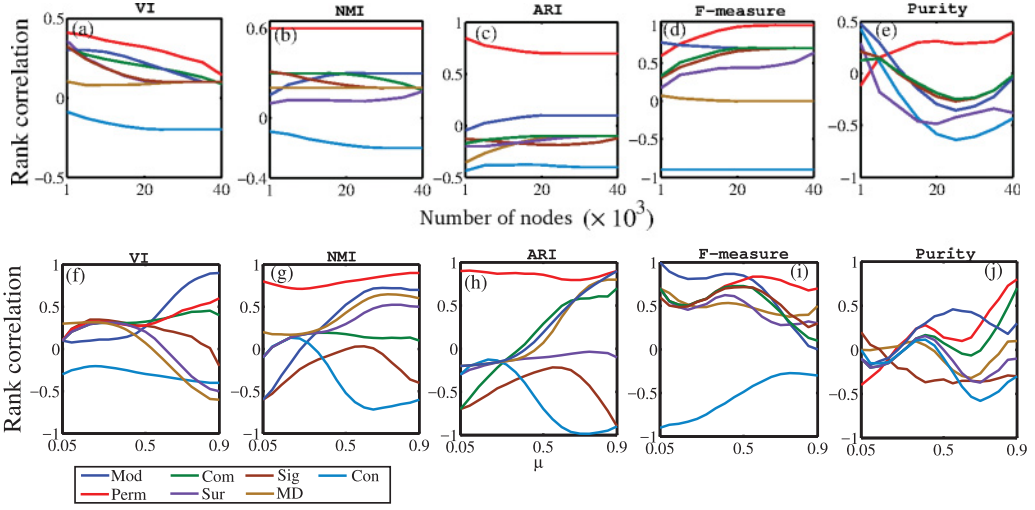 VI NMI ARI F-measure Purity
0.5 0.6 1 1 0.5
(a) (b) (c) (d) (e)
0.5 0.5
0 0 0 0 0
−0.5 −0.5
−0.5 −0.4 −0.5 −1 −1
1 20 40 1 20 40 1 20 40 1 20 40 1 20 40
Rank correlation
Number of nodes (× 10³)
VI NMI ARI F-measure Purity
1 1 1 1 1
(f) (g) (h) (i) (j)
0.5 0.5 0.5 0.5 0.5
0 0 0 0 0
−0.5 −0.5 −0.5 −0.5 −0.5
−1 −1 −1 −1 −1
0.05 0.5 0.9 0.05 0.5 0.9 0.05 0.5 0.9 0.05 0.5 0.9 0.05 0.5 0.9
Rank correlation
μ
Mod Com Sig Con
Perm Sur MD